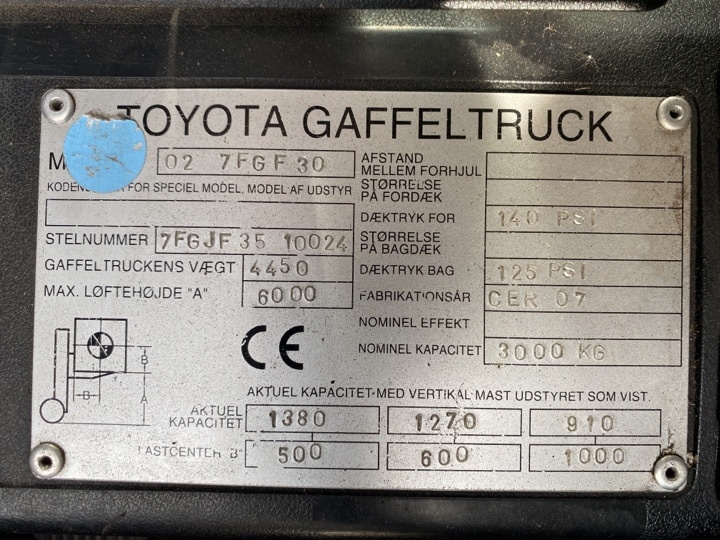 TOYOTA GAFFELTRUCK
02 7FGF30
FOR SPECIEL MODEL, MODEL AF UDSTYR
STELNUMMER 7FGJF35 10024
GAFFELTRUCKENS VÆGT 4450
MAX. LØFTEHØJDE "A" 6000
AFSTAND
MELLEM FORHJUL
STØRRELSE
PÅ FORDÆK
DÆKTRYK FOR 140 PSI
STØRRELSE
PÅ BAGDÆK
DÆKTRYK BAG 125 PSI
FABRIKATIONSÅR CER 07
NOMINEL EFFEKT
NOMINEL KAPACITET 3000 KG
B
B
A
CE
AKTUEL KAPACITET MED VERTIKAL MAST UDSTYRET SOM VIST.
AKTUEL
KAPACITET 1380 1270 910
LASTCENTER "B" 500 600 1000